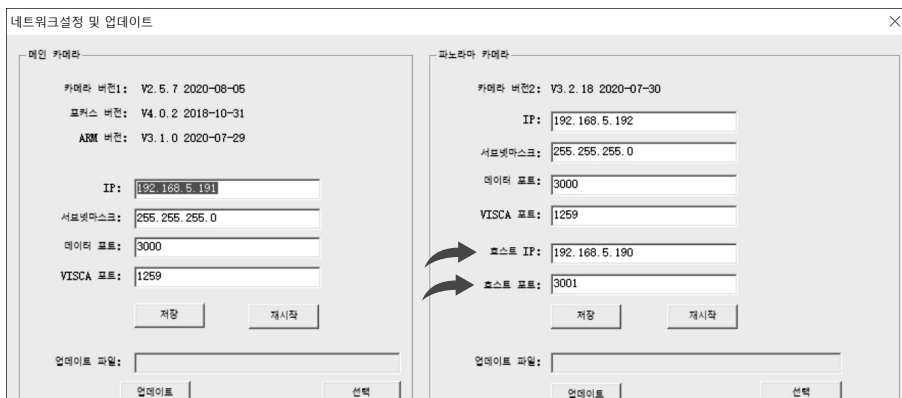 네트워크설정 및 업데이트
메인 카메라
카메라 버전1: V2.5.7 2020-08-05
포커스 버전: V4.0.2 2018-10-31
ARM 버전: V3.1.0 2020-07-29
IP: 192.168.5.191
서브넷마스크: 255.255.255.0
데이터 포트: 3000
VISCA 포트: 1259
저장 재시작
업데이트 파일:
업데이트 선택
파노라마 카메라
카메라 버전2: V3.2.18 2020-07-30
IP: 192.168.5.192
서브넷마스크: 255.255.255.0
데이터 포트: 3000
VISCA 포트: 1259
호스트 IP: 192.168.5.190
호스트 포트: 3001
저장 재시작
업데이트 파일:
업데이트 선택